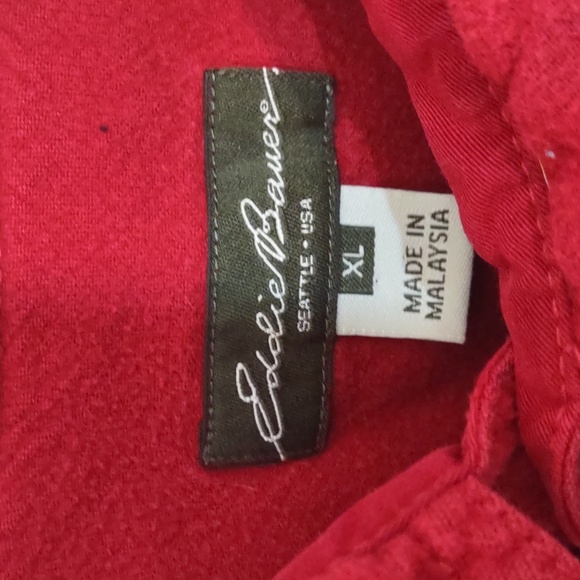 Eddie Bauer®
SEATTLE • USA
XL
MADE IN
MALAYSIA